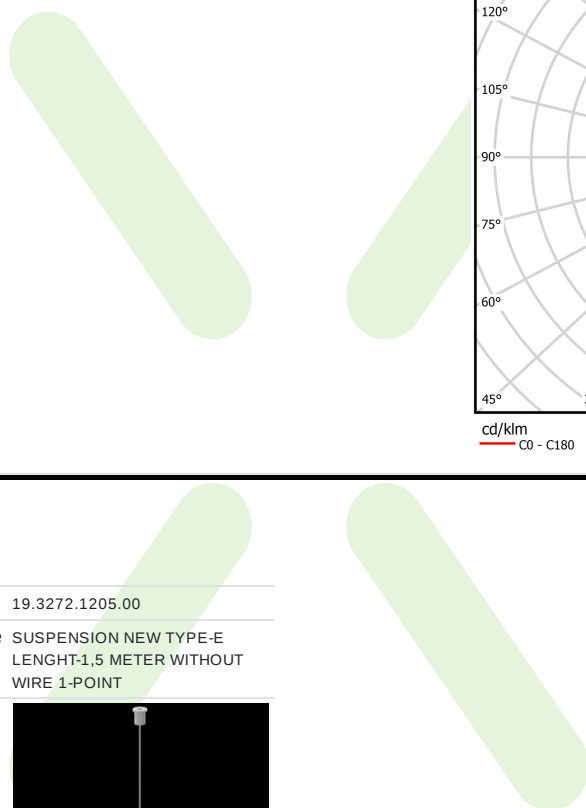 120°
105°
90°
75°
60°
45°
cd/klm
C0 - C180
19.3272.1205.00
SUSPENSION NEW TYPE-E
LENGHT-1,5 METER WITHOUT
WIRE 1-POINT